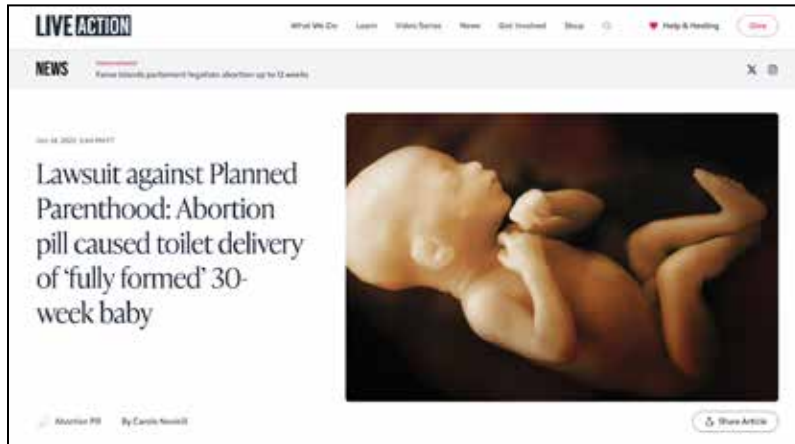 LIVE ACTION
What We Do Learn Video Series News Get Involved Shop Help & Healing Give
NEWS
Faroe Islands parliament legalizes abortion up to 12 weeks
Lawsuit against Planned
Parenthood: Abortion
pill caused toilet delivery
of ‘fully formed’ 30-
week baby
Abortion Pill By Carole Novielli
Share Article